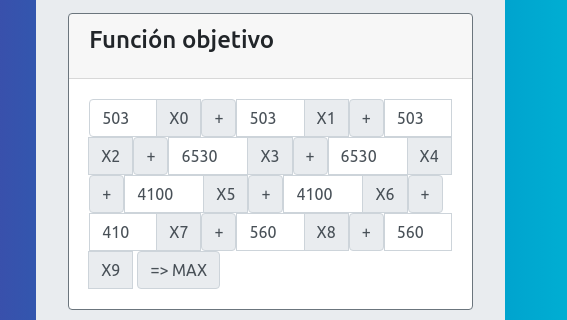 Función objetivo
503 X0 + 503 X1 + 503
X2 + 6530 X3 + 6530 X4
+ 4100 X5 + 4100 X6 +
410 X7 + 560 X8 + 560
X9 => MAX